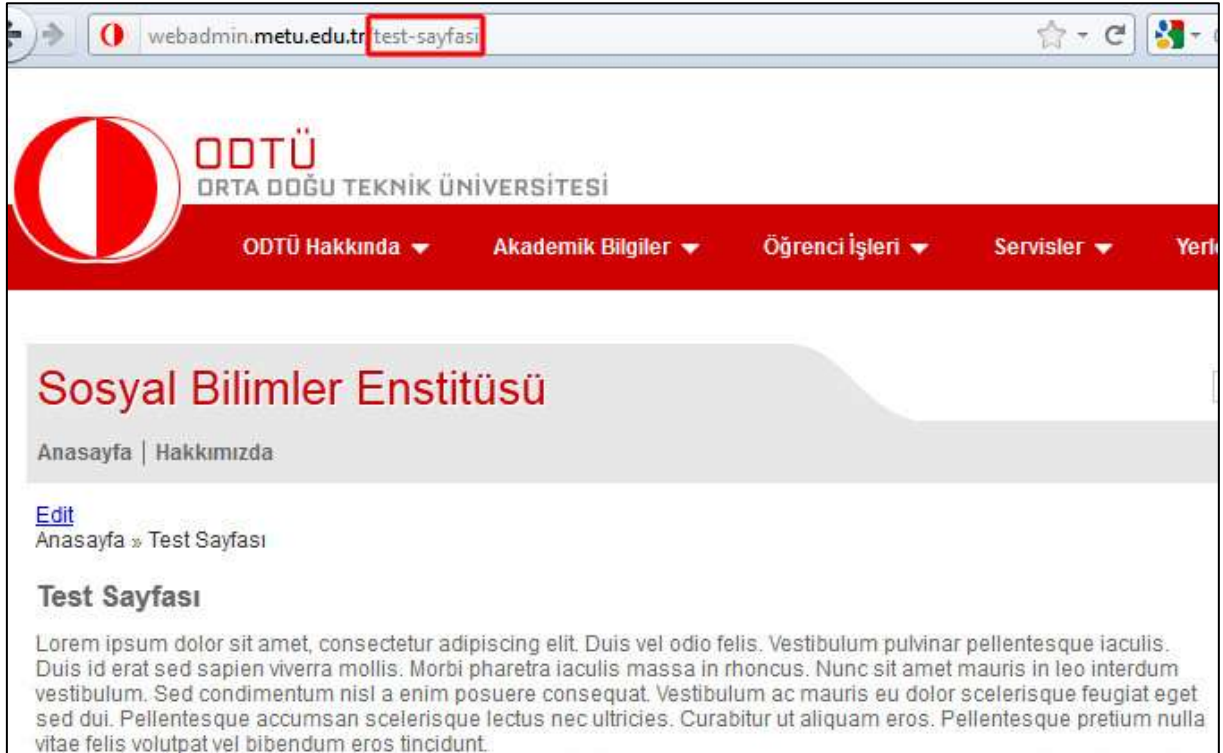 webadmin.metu.edu.tr/test-sayfasi
ODTÜ
ORTA DOĞU TEKNİK ÜNİVERSİTESİ
ODTÜ Hakkında Akademik Bilgiler Öğrenci İşleri Servisler
Sosyal Bilimler Enstitüsü
Anasayfa | Hakkımızda
Edit
Anasayfa » Test Sayfası
Test Sayfası
Lorem ipsum dolor sit amet, consectetur adipiscing elit. Duis vel odio felis. Vestibulum pulvinar pellentesque iaculis.
Duis id erat sed sapien viverra mollis. Morbi pharetra iaculis massa in rhoncus. Nunc sit amet mauris in leo interdum
vestibulum. Sed condimentum nisl a enim posuere consequat. Vestibulum ac mauris eu dolor scelerisque feugiat eget
sed dui. Pellentesque accumsan scelerisque lectus nec ultricies. Curabitur ut aliquam eros. Pellentesque pretium nulla
vitae felis volutpat vel bibendum eros tincidunt.